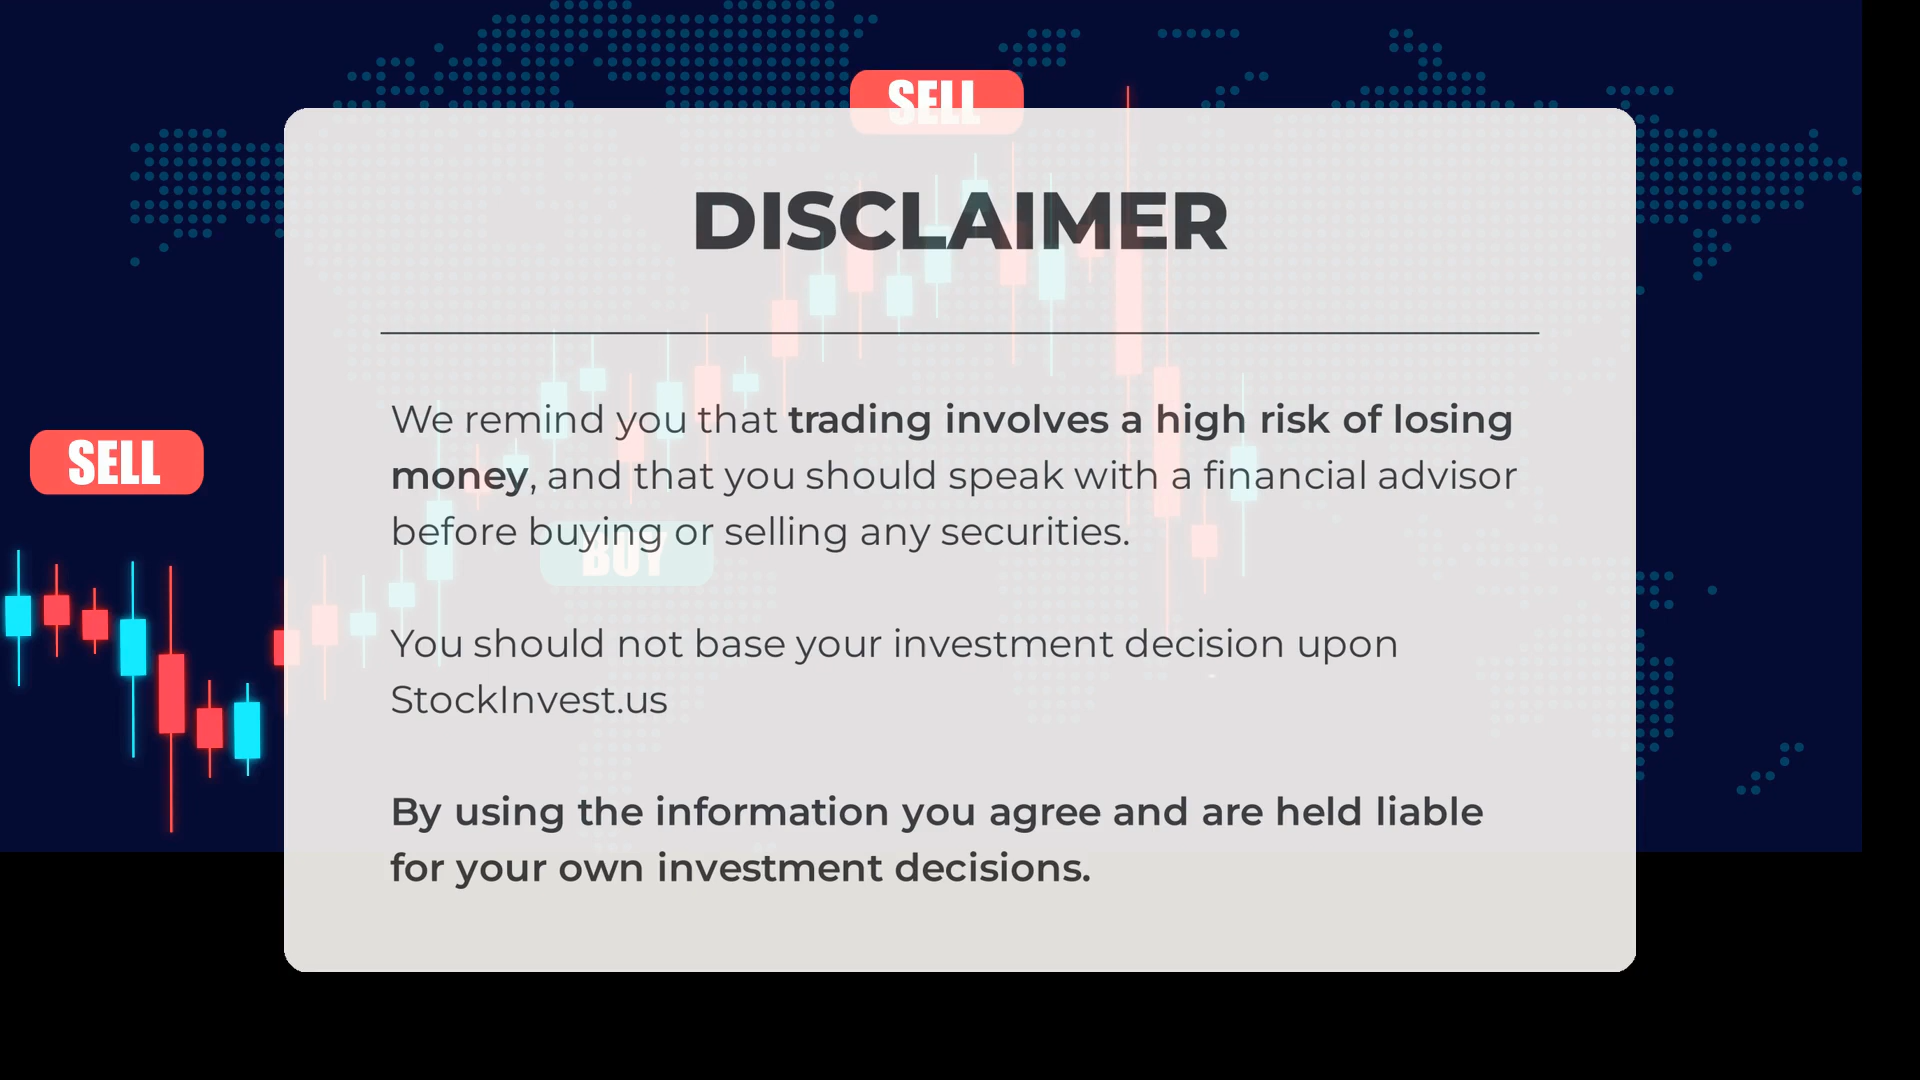 SELL
DISCLAIMER
We remind you that trading involves a high risk of losing
money, and that you should speak with a financial advisor
before buying or selling any securities.
SELL
BUY
You should not base your investment decision upon
StockInvest.us
By using the information you agree and are held liable
for your own investment decisions.